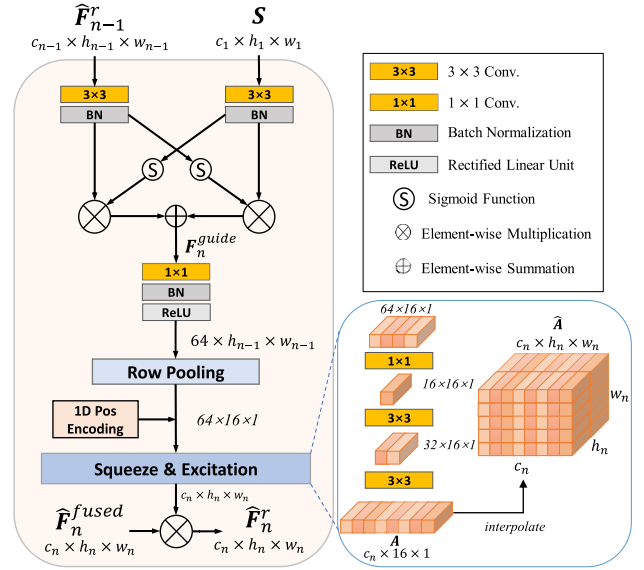 F̂ʳₙ₋₁
cₙ₋₁ × hₙ₋₁ × wₙ₋₁
S
c₁ × h₁ × w₁
3×3
BN
3×3
BN
S
S
Fₙᵍᵘⁱᵈᵉ
1×1
BN
ReLU
64 × hₙ₋₁ × wₙ₋₁
Row Pooling
1D Pos
Encoding
64×16×1
Squeeze & Excitation
cₙ × hₙ × wₙ
F̂ₙᶠᵘˢᵉᵈ
cₙ × hₙ × wₙ
F̂ₙʳ
cₙ × hₙ × wₙ
3×3 3 × 3 Conv.
1×1 1 × 1 Conv.
BN Batch Normalization
ReLU Rectified Linear Unit
S Sigmoid Function
Element-wise Multiplication
Element-wise Summation
64×16×1
1×1
16×16×1
3×3
32×16×1
3×3
A
cₙ × 16 × 1
interpolate
Â
cₙ × hₙ × wₙ
wₙ
hₙ
cₙ